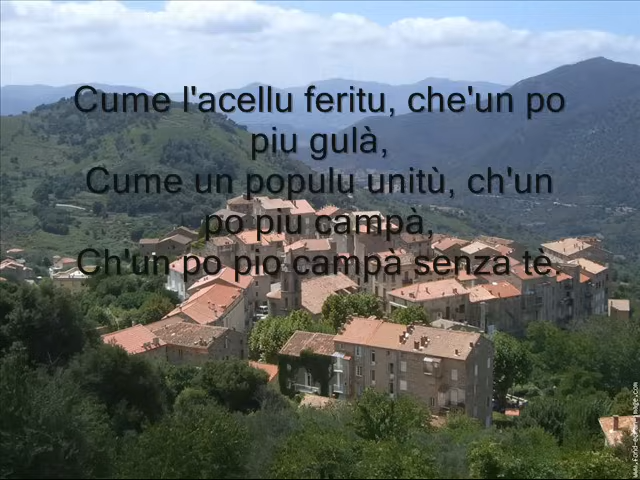 Cume l'acellu feritu, che'un po
piu gulà,
Cume un populu unitù, ch'un
po piu campà,
Ch'un po pio campà senza tè.